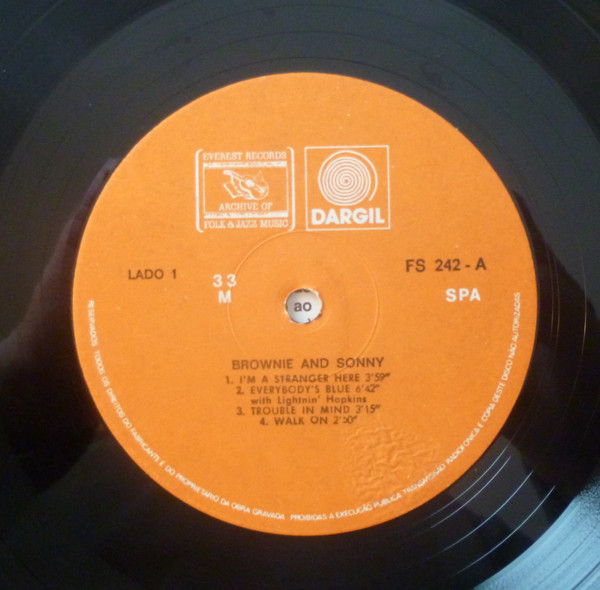 EVEREST RECORDS
ARCHIVE OF
FOLK & JAZZ MUSIC
DARGIL
LADO 1
33
M
FS 242 - A
SPA
ao
BROWNIE AND SONNY
1. I'M A STRANGER HERE 3'59"
2. EVERYBODY'S BLUE 6'42"
with Lightnin' Hopkins
3. TROUBLE IN MIND 3'15"
4. WALK ON 2'50"
RESERVADOS TODOS OS DIREITOS DO FABRICANTE E DO PROPRIETÁRIO DA OBRA GRAVADA. PROIBIDAS A EXECUÇÃO PÚBLICA, TRANSMISSÃO RADIOFÓNICA E CÓPIA DESTE DISCO NÃO AUTORIZADAS